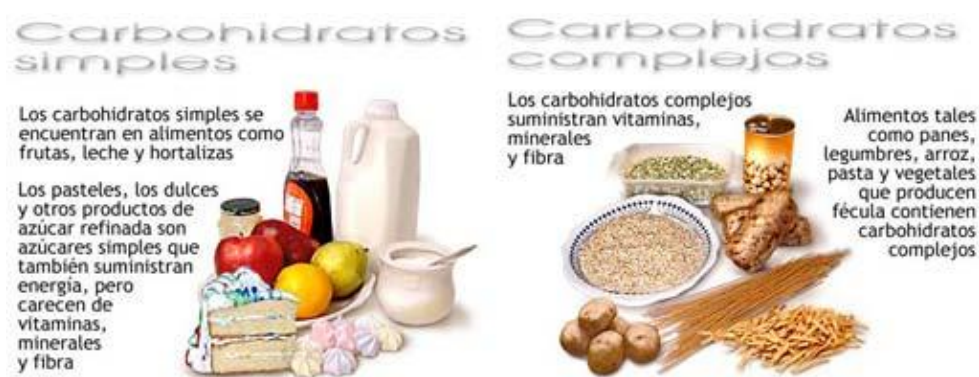 Carbohidratos
simples
Los carbohidratos simples se
encuentran en alimentos como
frutas, leche y hortalizas
Los pasteles, los dulces
y otros productos de
azúcar refinada son
azúcares simples que
también suministran
energía, pero
carecen de
vitaminas,
minerales
y fibra
Carbohidratos
complejos
Los carbohidratos complejos
suministran vitaminas,
minerales
y fibra
Alimentos tales
como panes,
legumbres, arroz,
pasta y vegetales
que producen
fécula contienen
carbohidratos
complejos